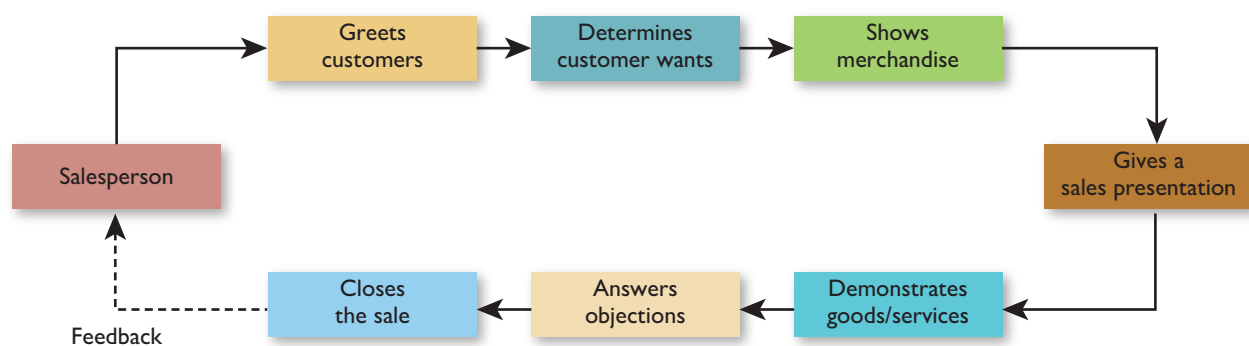 Greets
customers
Determines
customer wants
Shows
merchandise
Salesperson
Gives a
sales presentation
Closes
the sale
Answers
objections
Demonstrates
goods/services
Feedback